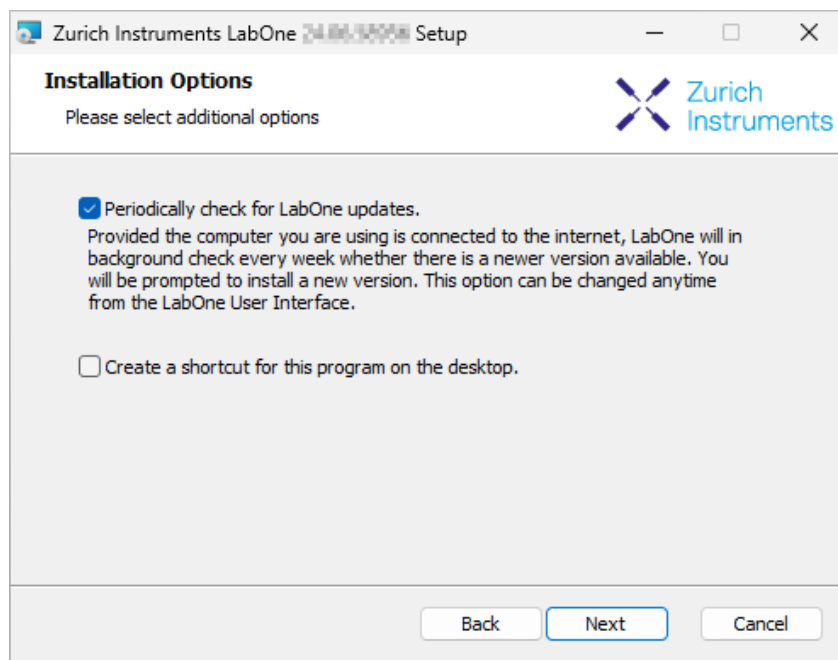 Zurich Instruments LabOne Setup
Installation Options
Please select additional options
Zurich
Instruments
Periodically check for LabOne updates.
Provided the computer you are using is connected to the internet, LabOne will in
background check every week whether there is a newer version available. You
will be prompted to install a new version. This option can be changed anytime
from the LabOne User Interface.
Create a shortcut for this program on the desktop.
Back
Next
Cancel